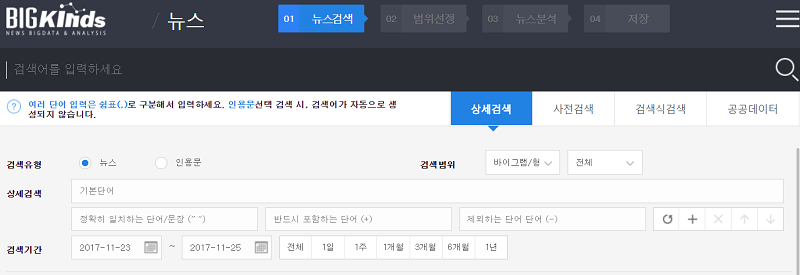 BIGKinds
NEWS BIGDATA & ANALYSIS
/ 뉴스
01 뉴스검색
02 범위선정
03 뉴스분석
04 저장
검색어를 입력하세요
? 여러 단어 입력은 쉼표(,)로 구분해서 입력하세요. 인용문선택 검색 시, 검색어가 자동으로 생
성되지 않습니다.
상세검색 사전검색 검색식검색 공공데이터
검색유형 뉴스 인용문 검색범위 바이그램/형 전체
상세검색 기본단어
정확히 일치하는 단어/문장 (" ") 반드시 포함하는 단어 (+) 제외하는 단어 단어 (-)
검색기간 2017-11-23 ~ 2017-11-25 전체 1일 1주 1개월 3개월 6개월 1년